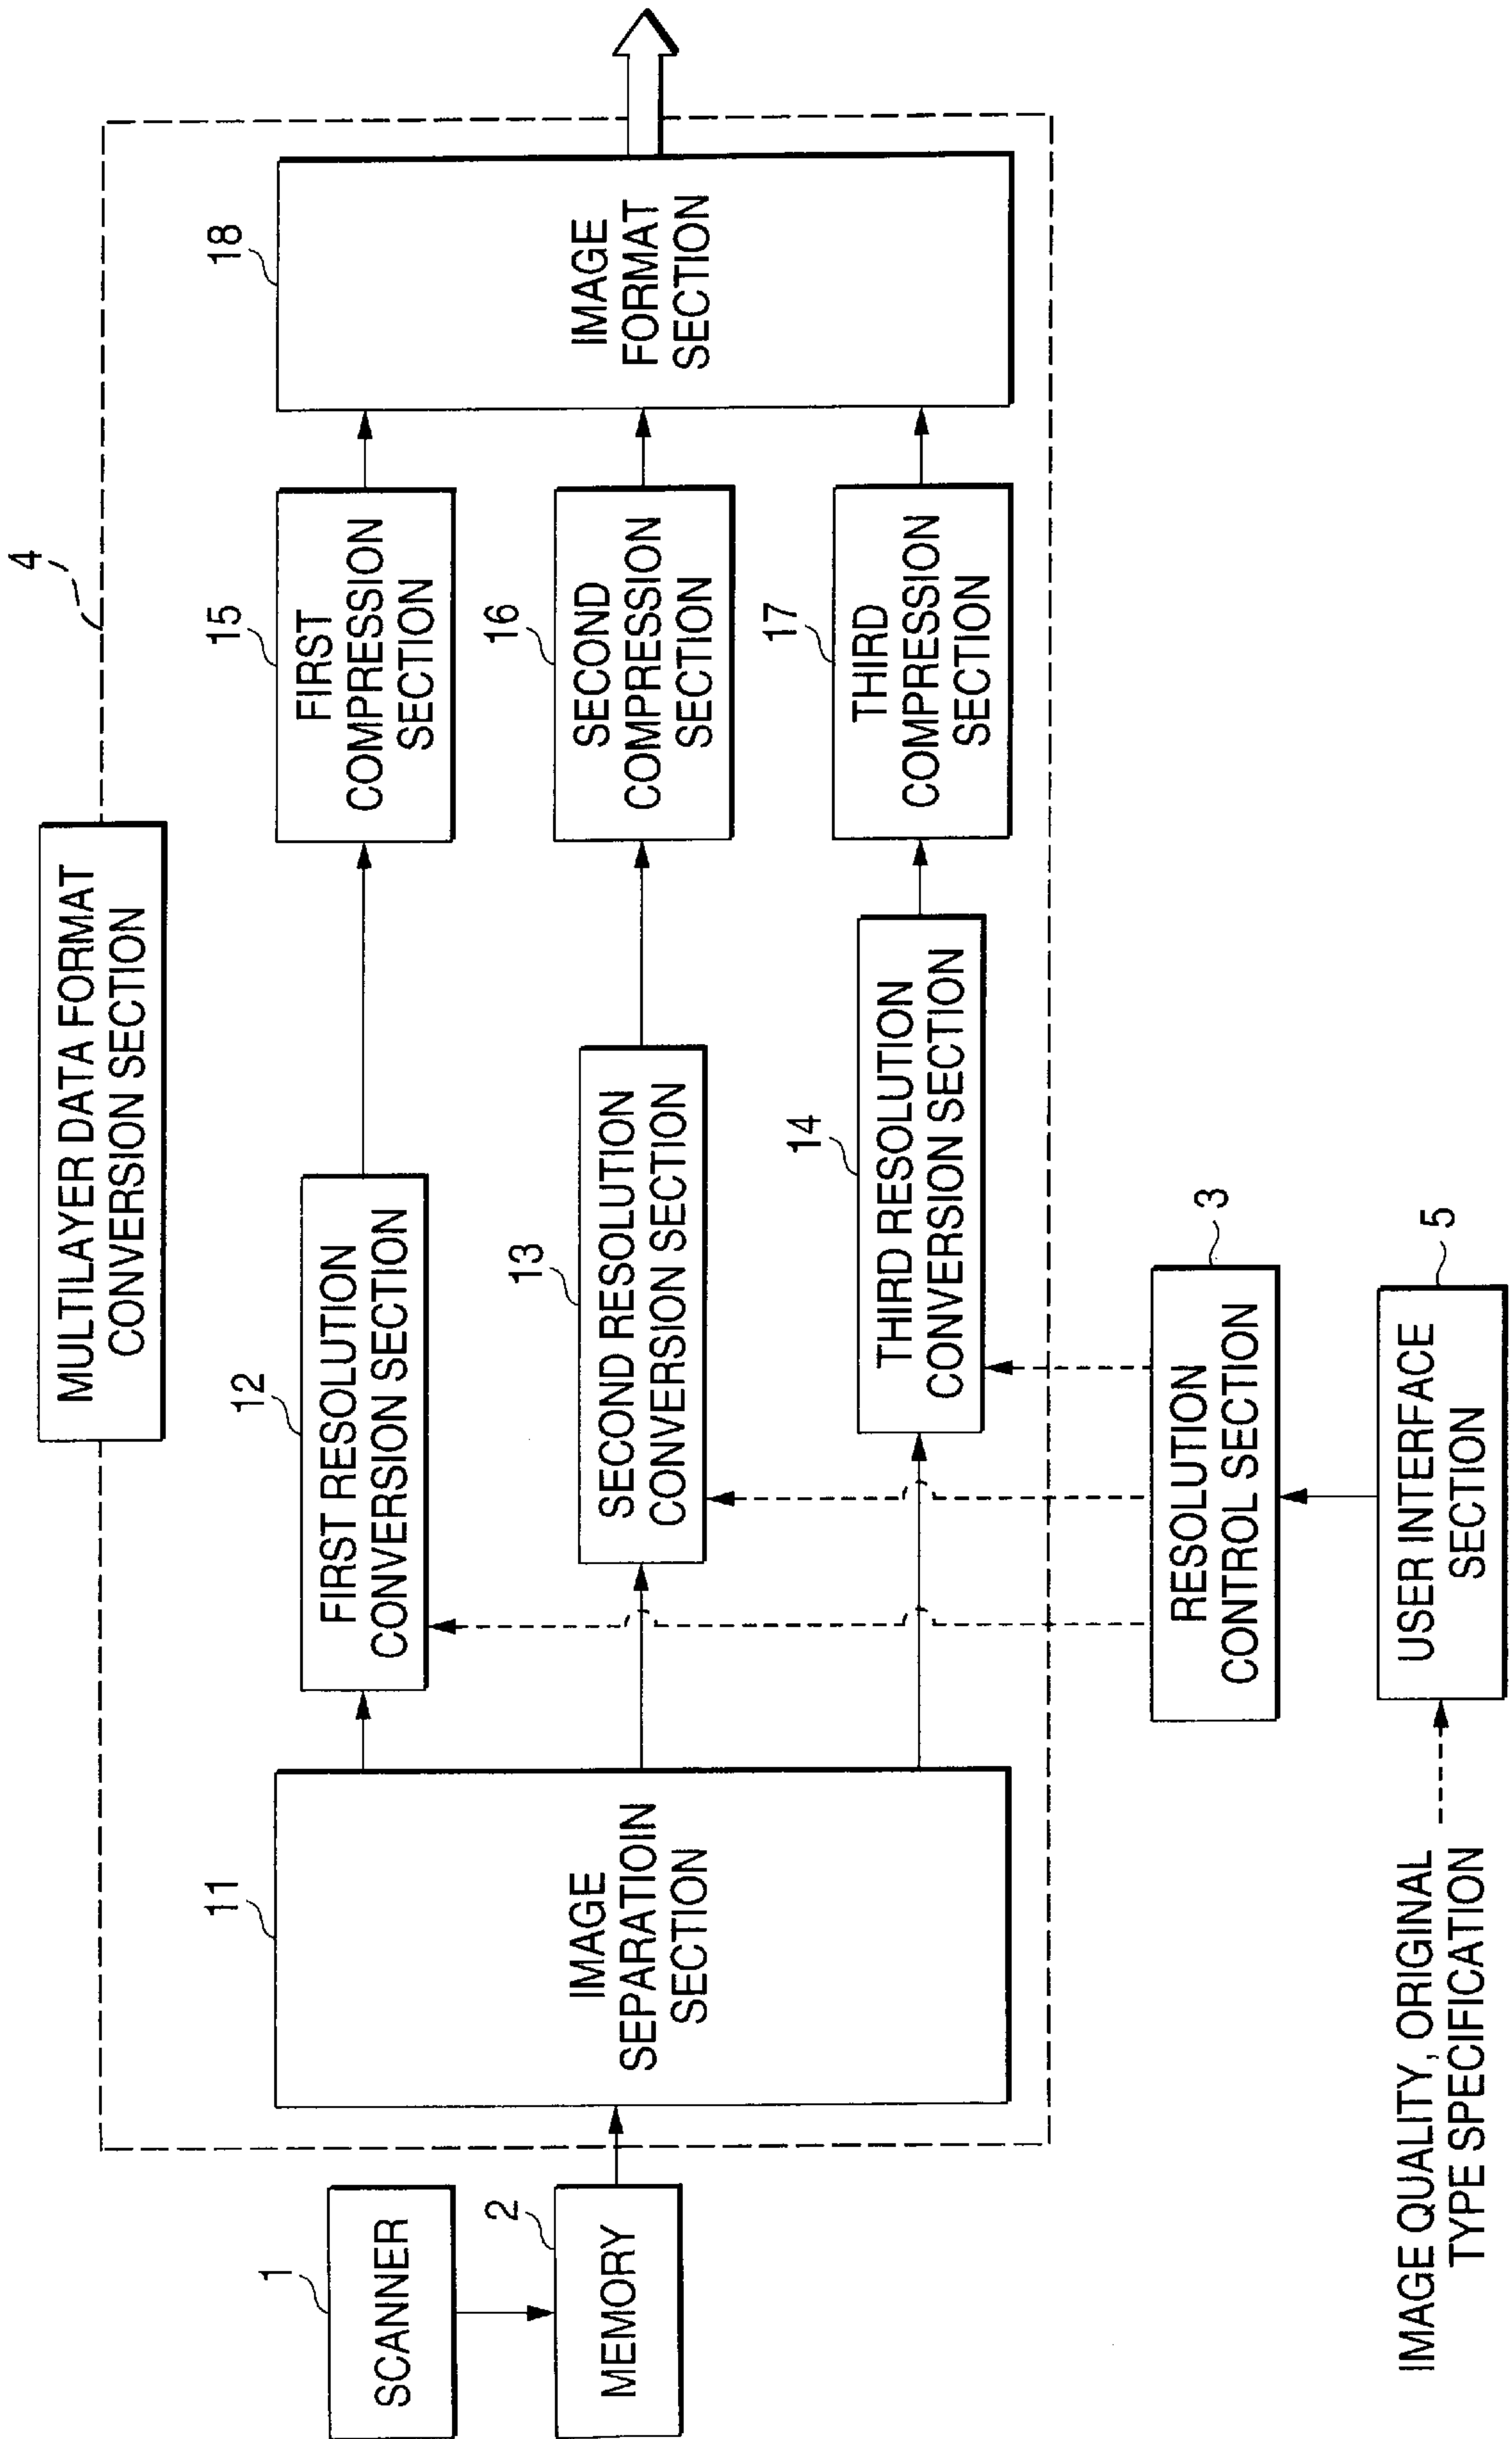 4
MULTILAYER DATA FORMAT
CONVERSION SECTION
1
SCANNER
2
MEMORY
11
IMAGE
SEPARATIOIN
SECTION
12
FIRST RESOLUTION
CONVERSION SECTION
13
SECOND RESOLUTION
CONVERSION SECTION
14
THIRD RESOLUTION
CONVERSION SECTION
15
FIRST
COMPRESSION
SECTION
16
SECOND
COMPRESSION
SECTION
17
THIRD
COMPRESSION
SECTION
18
IMAGE
FORMAT
SECTION
3
RESOLUTION
CONTROL SECTION
5
USER INTERFACE
SECTION
IMAGE QUALITY, ORIGINAL
TYPE SPECIFICATION